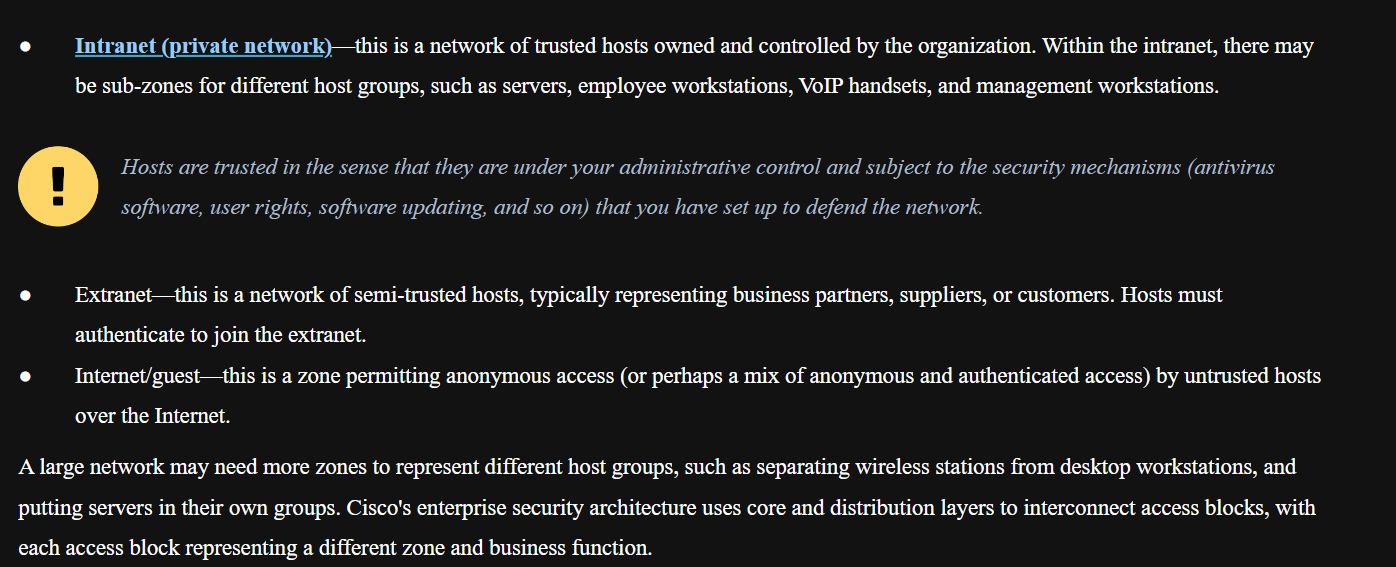 ● Intranet (private network)—this is a network of trusted hosts owned and controlled by the organization. Within the intranet, there may
be sub-zones for different host groups, such as servers, employee workstations, VoIP handsets, and management workstations.
! Hosts are trusted in the sense that they are under your administrative control and subject to the security mechanisms (antivirus
software, user rights, software updating, and so on) that you have set up to defend the network.
● Extranet—this is a network of semi-trusted hosts, typically representing business partners, suppliers, or customers. Hosts must
authenticate to join the extranet.
● Internet/guest—this is a zone permitting anonymous access (or perhaps a mix of anonymous and authenticated access) by untrusted hosts
over the Internet.
A large network may need more zones to represent different host groups, such as separating wireless stations from desktop workstations, and
putting servers in their own groups. Cisco's enterprise security architecture uses core and distribution layers to interconnect access blocks, with
each access block representing a different zone and business function.